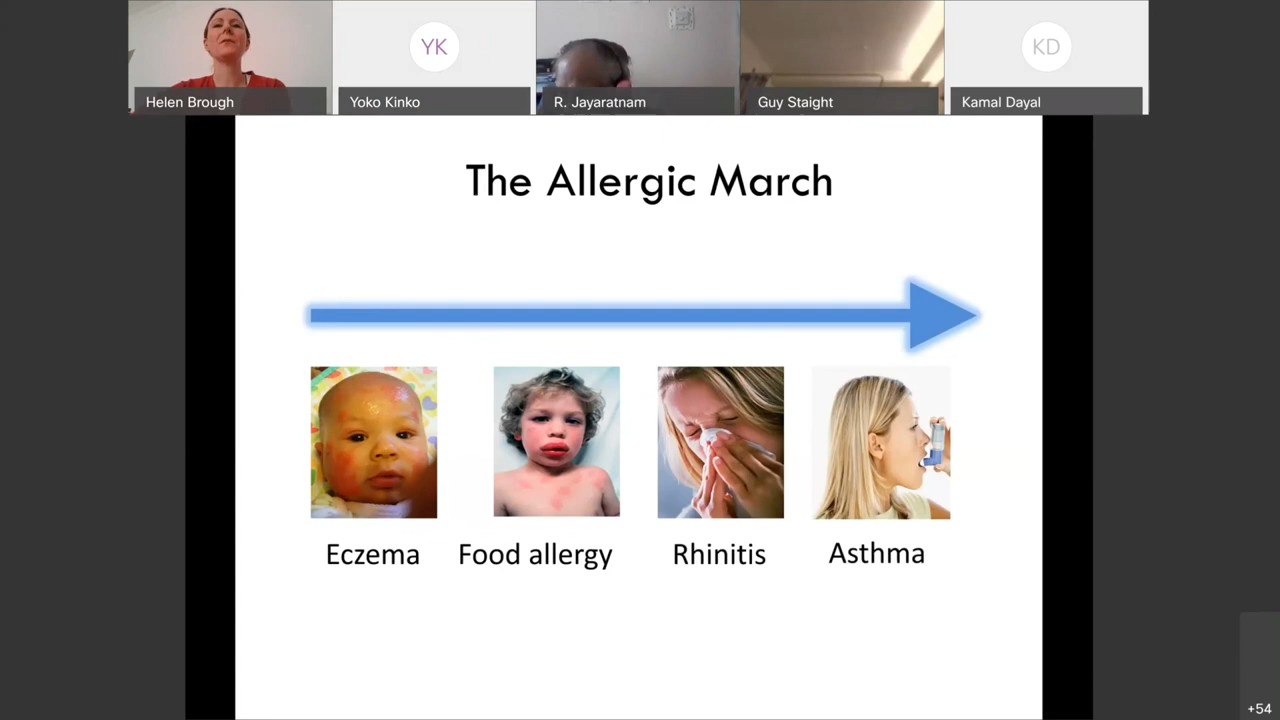 Helen Brough
YK
Yoko Kinko
R. Jayaratnam
Guy Staight
KD
Kamal Dayal
The Allergic March
Eczema
Food allergy
Rhinitis
Asthma
+54